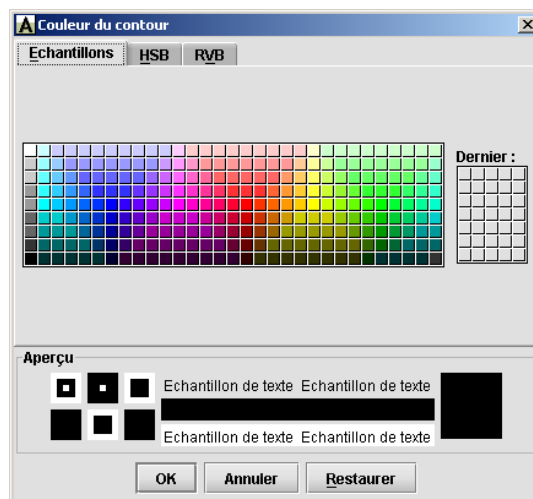 Couleur du contour
Echantillons HSB RVB
Dernier :
Aperçu
Echantillon de texte Echantillon de texte
Echantillon de texte Echantillon de texte
OK Annuler Restaurer